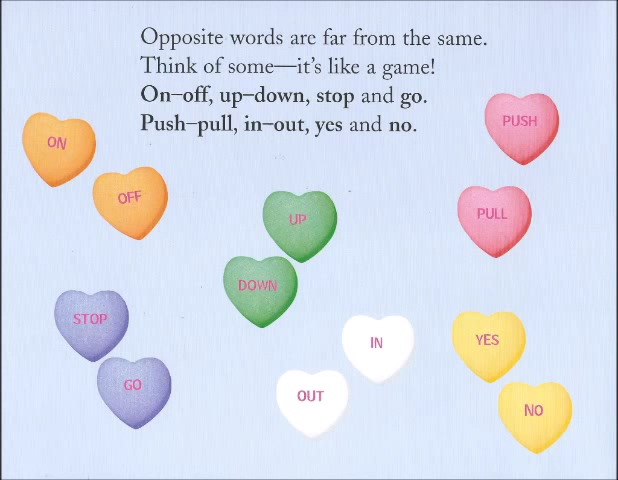 Opposite words are far from the same.
Think of some—it's like a game!
On–off, up–down, stop and go.
Push–pull, in–out, yes and no.
ON
OFF
UP
DOWN
PUSH
PULL
STOP
GO
IN
OUT
YES
NO